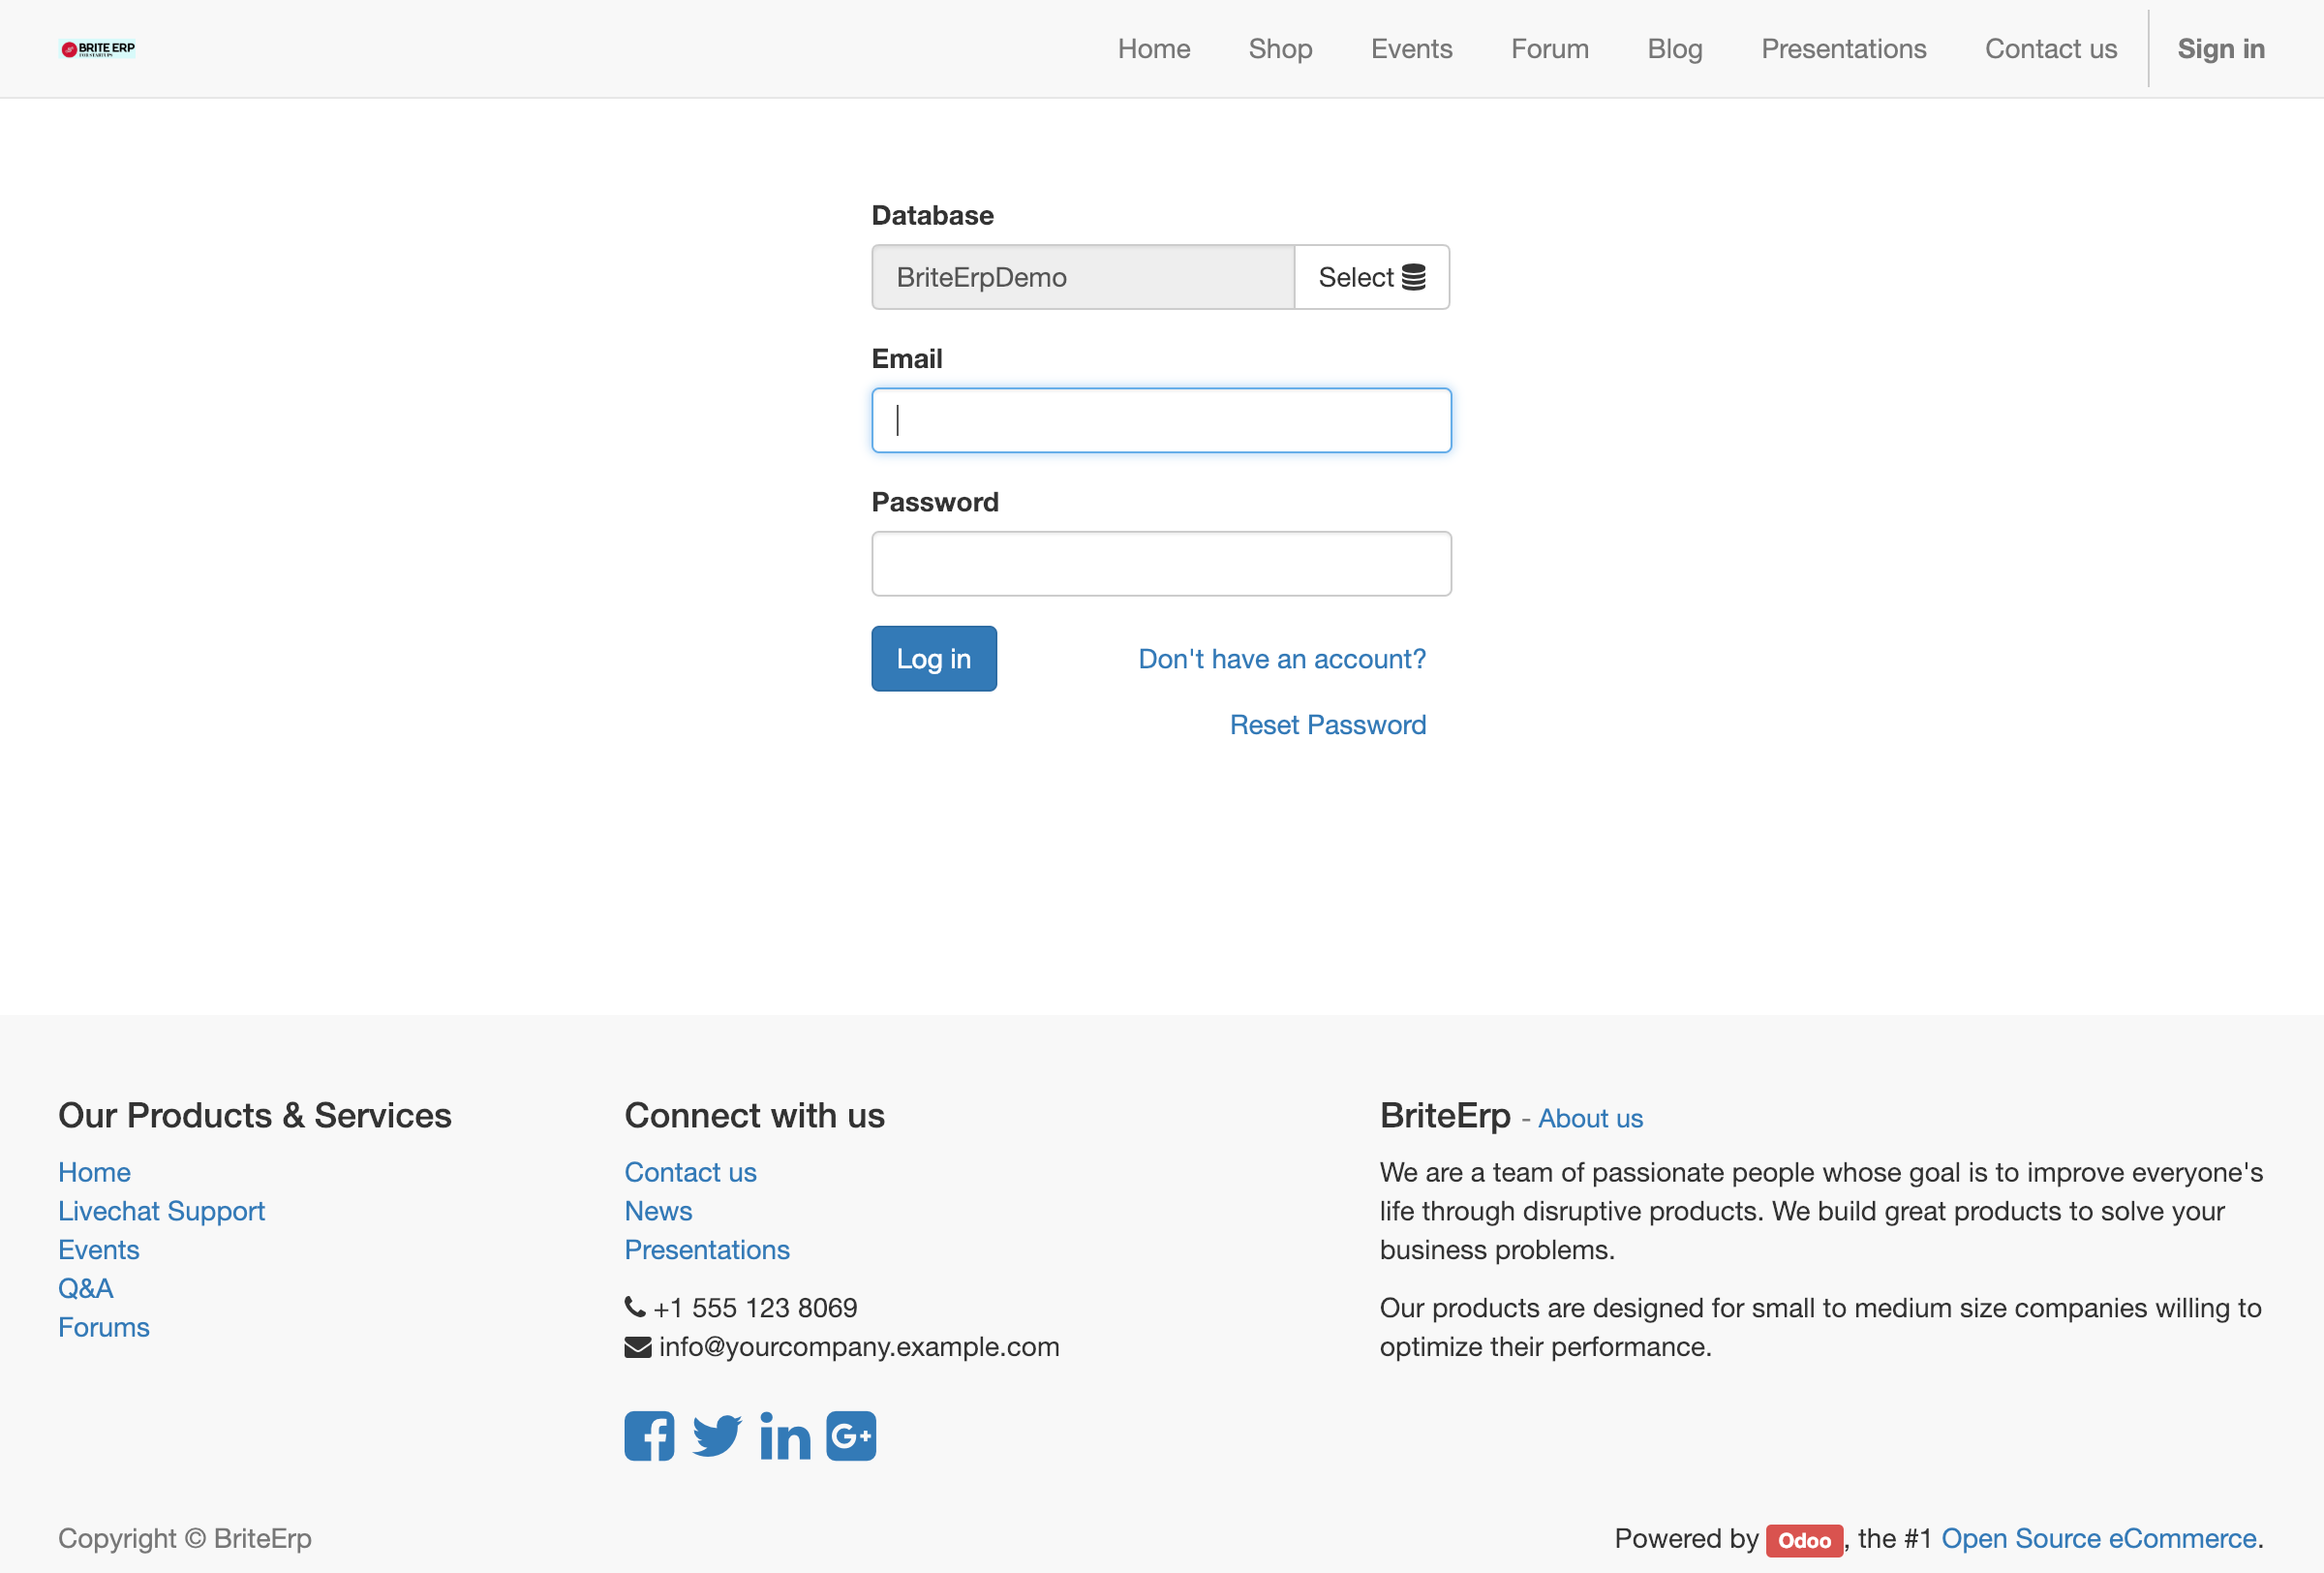 BRITE ERP
FOR STARTUPS
Home Shop Events Forum Blog Presentations Contact us Sign in
Database
BriteErpDemo Select
Email
Password
Log in Don't have an account?
Reset Password
Our Products & Services
Home
Livechat Support
Events
Q&A
Forums
Connect with us
Contact us
News
Presentations
+1 555 123 8069
info@yourcompany.example.com
BriteErp - About us
We are a team of passionate people whose goal is to improve everyone's
life through disruptive products. We build great products to solve your
business problems.
Our products are designed for small to medium size companies willing to
optimize their performance.
Copyright © BriteErp
Powered by Odoo, the #1 Open Source eCommerce.